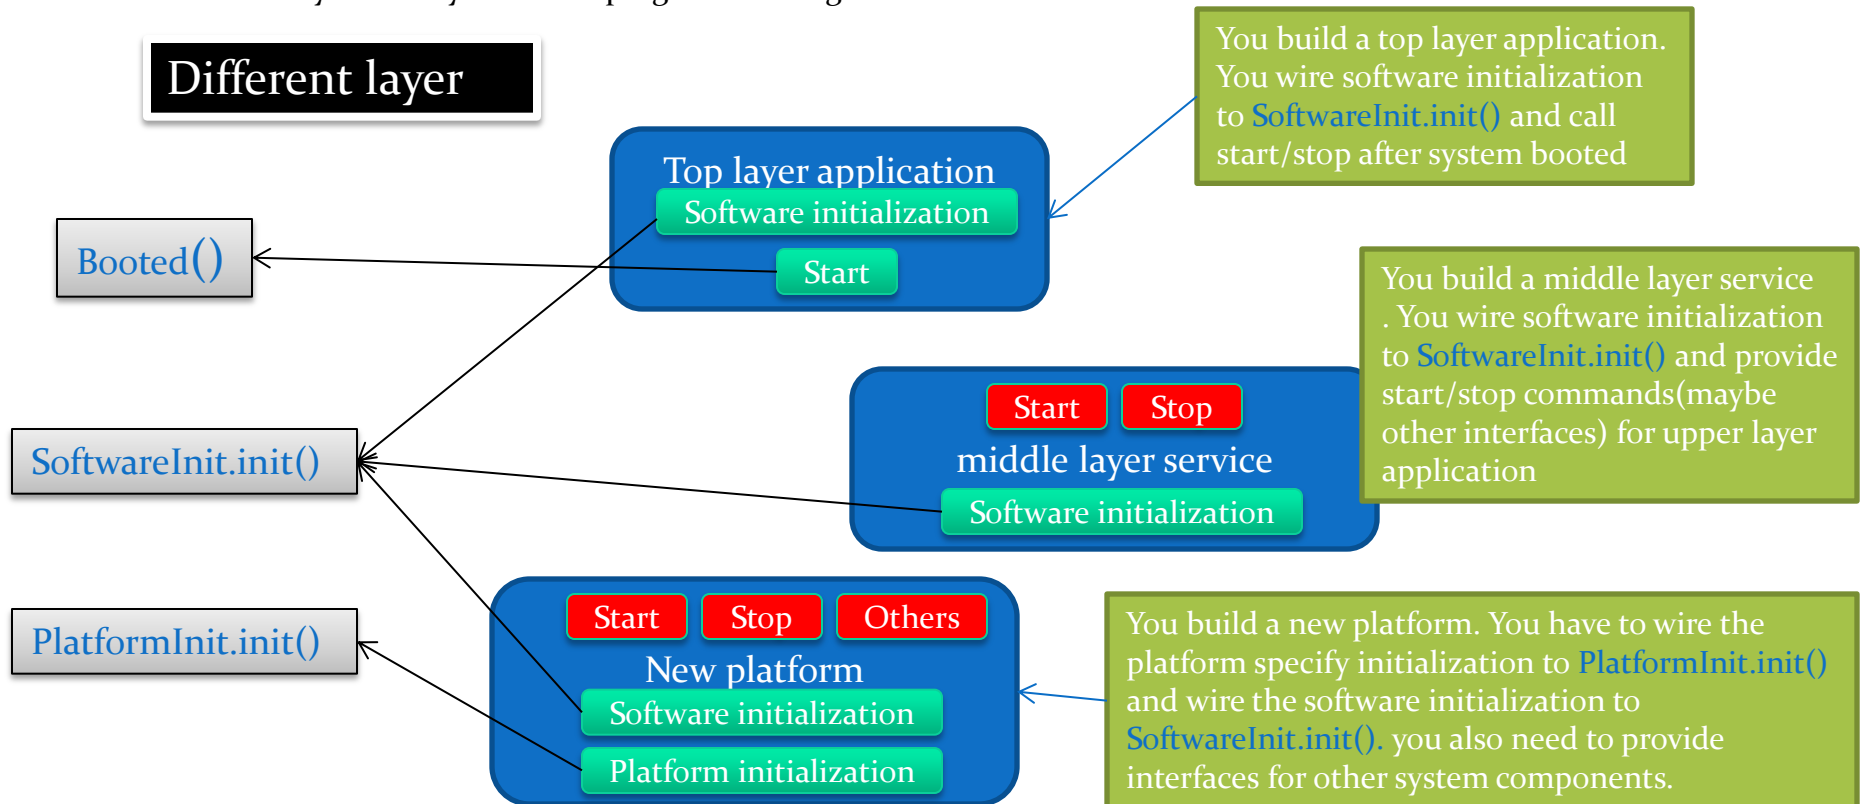 Different layer
You build a top layer application.
You wire software initialization
to SoftwareInit.init() and call
start/stop after system booted
Top layer application
Software initialization
Start
Booted()
You build a middle layer service
. You wire software initialization
to SoftwareInit.init() and provide
start/stop commands(maybe
other interfaces) for upper layer
application
Start Stop
middle layer service
Software initialization
SoftwareInit.init()
Start Stop Others
New platform
Software initialization
Platform initialization
PlatformInit.init()
You build a new platform. You have to wire the
platform specify initialization to PlatformInit.init()
and wire the software initialization to
SoftwareInit.init(). you also need to provide
interfaces for other system components.